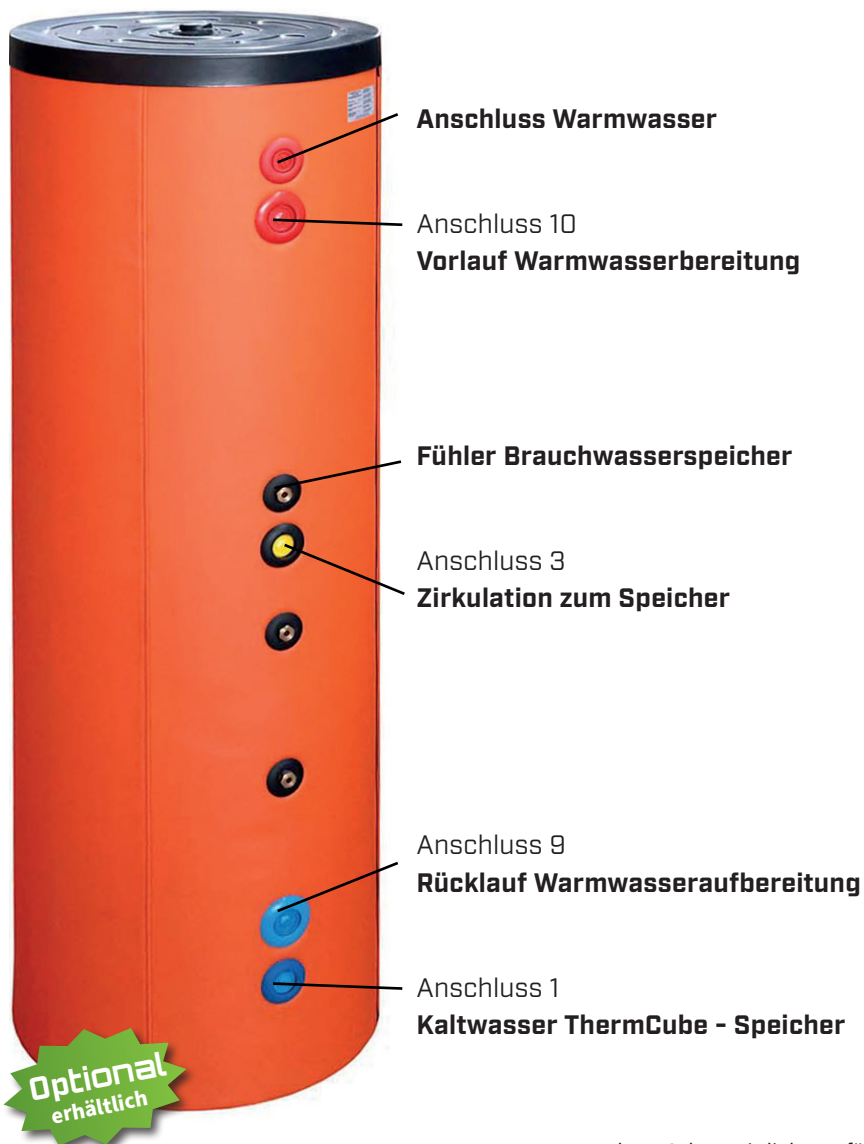 Anschluss Warmwasser
Anschluss 10
Vorlauf Warmwasserbereitung
Fühler Brauchwasserspeicher
Anschluss 3
Zirkulation zum Speicher
Anschluss 9
Rücklauf Warmwasseraufbereitung
Anschluss 1
Kaltwasser ThermCube - Speicher
Optional
erhältlich